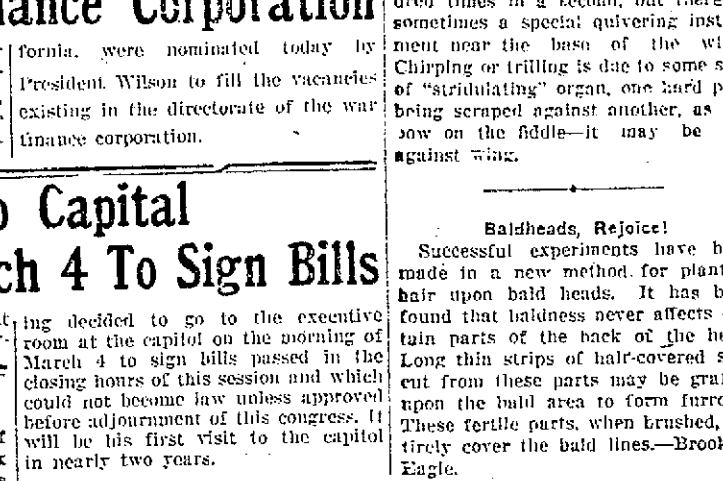 ance Corporation
fornia, were nominated today by
President Wilson to fill the vacancies
existing in the directorate of the war
finance corporation.
Capital
ch 4 To Sign Bills
ing decided to go to the executive
room at the capitol on the morning of
March 4 to sign bills passed in the
closing hours of this session and which
could not become law unless approved
before adjournment of this congress. It
will be his first visit to the capitol
in nearly two years.
times in a second, but there
sometimes a special quivering inst
ment near the base of the wi
Chirping or trilling is due to some s
of "stridulating" organ, one hard p
being scraped against another, as
bow on the fiddle—it may be
against wing.
Baldheads, Rejoice!
Successful experiments have b
made in a new method for plant
hair upon bald heads. It has b
found that baldness never affects
tain parts of the back of the he
Long thin strips of hair-covered s
cut from these parts may be graf
upon the bald area to form furro
These fertile parts, when brushed,
tirely cover the bald lines.—Brook
Eagle.